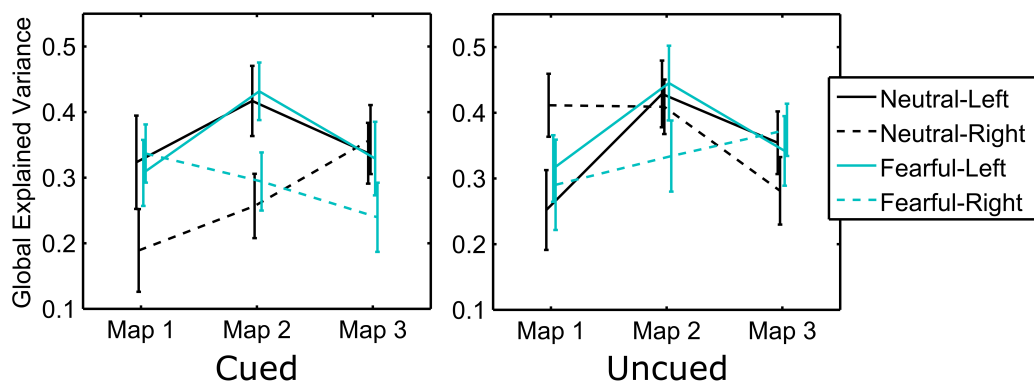 Global Explained Variance
0.5
0.4
0.3
0.2
0.1
Map 1 Map 2 Map 3
Cued
0.5
0.4
0.3
0.2
0.1
Map 1 Map 2 Map 3
Uncued
Neutral-Left
Neutral-Right
Fearful-Left
Fearful-Right